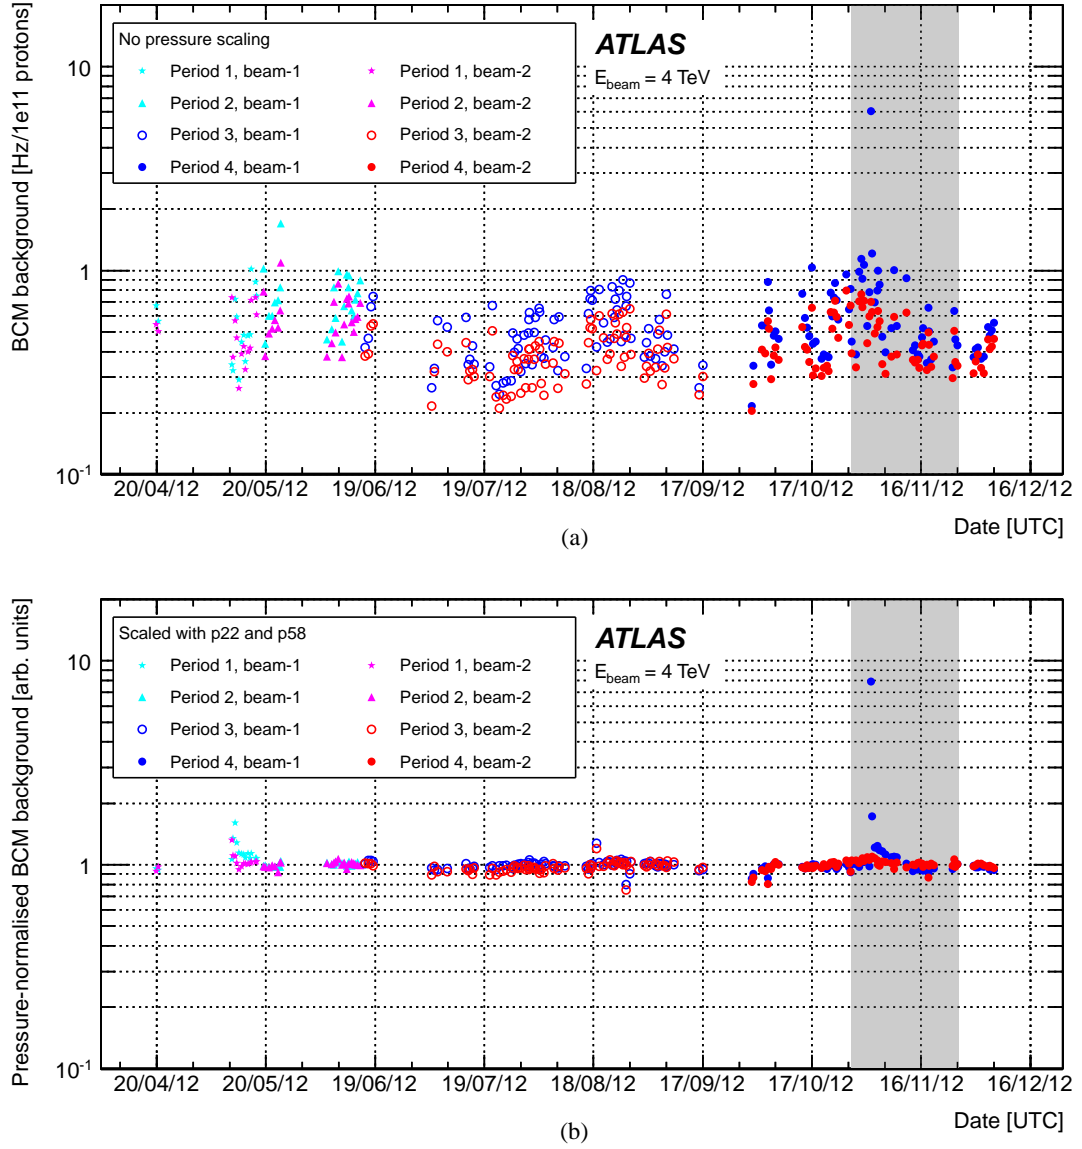 BCM background [Hz/1e11 protons]
10
1
10⁻¹
No pressure scaling
Period 1, beam-1
Period 1, beam-2
Period 2, beam-1
Period 2, beam-2
Period 3, beam-1
Period 3, beam-2
Period 4, beam-1
Period 4, beam-2
ATLAS
E_beam = 4 TeV
20/04/12 20/05/12 19/06/12 19/07/12 18/08/12 17/09/12 17/10/12 16/11/12 16/12/12
Date [UTC]
(a)
Pressure-normalised BCM background [arb. units]
10
1
10⁻¹
Scaled with p22 and p58
Period 1, beam-1
Period 1, beam-2
Period 2, beam-1
Period 2, beam-2
Period 3, beam-1
Period 3, beam-2
Period 4, beam-1
Period 4, beam-2
ATLAS
E_beam = 4 TeV
20/04/12 20/05/12 19/06/12 19/07/12 18/08/12 17/09/12 17/10/12 16/11/12 16/12/12
Date [UTC]
(b)